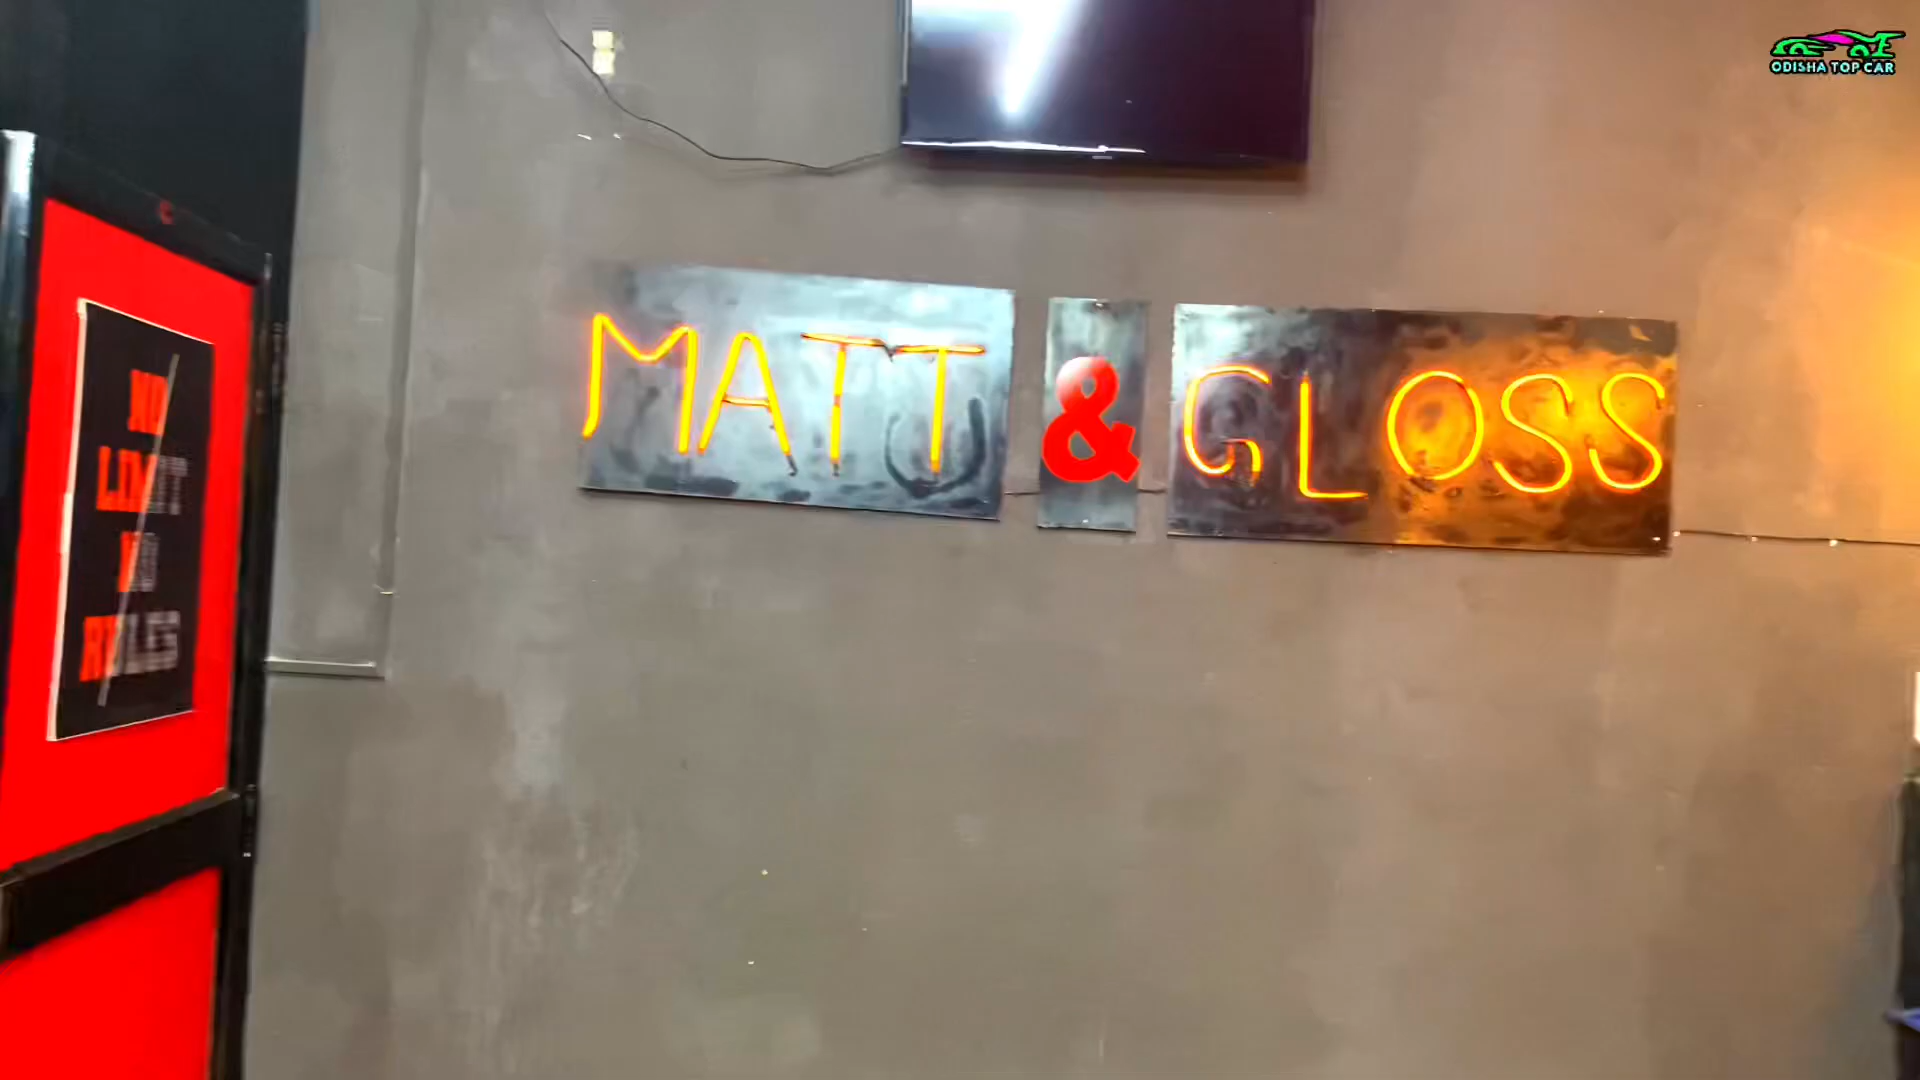 ODISHA TOP CAR
MATT & GLOSS
NO
LIMIT
NO
RULES